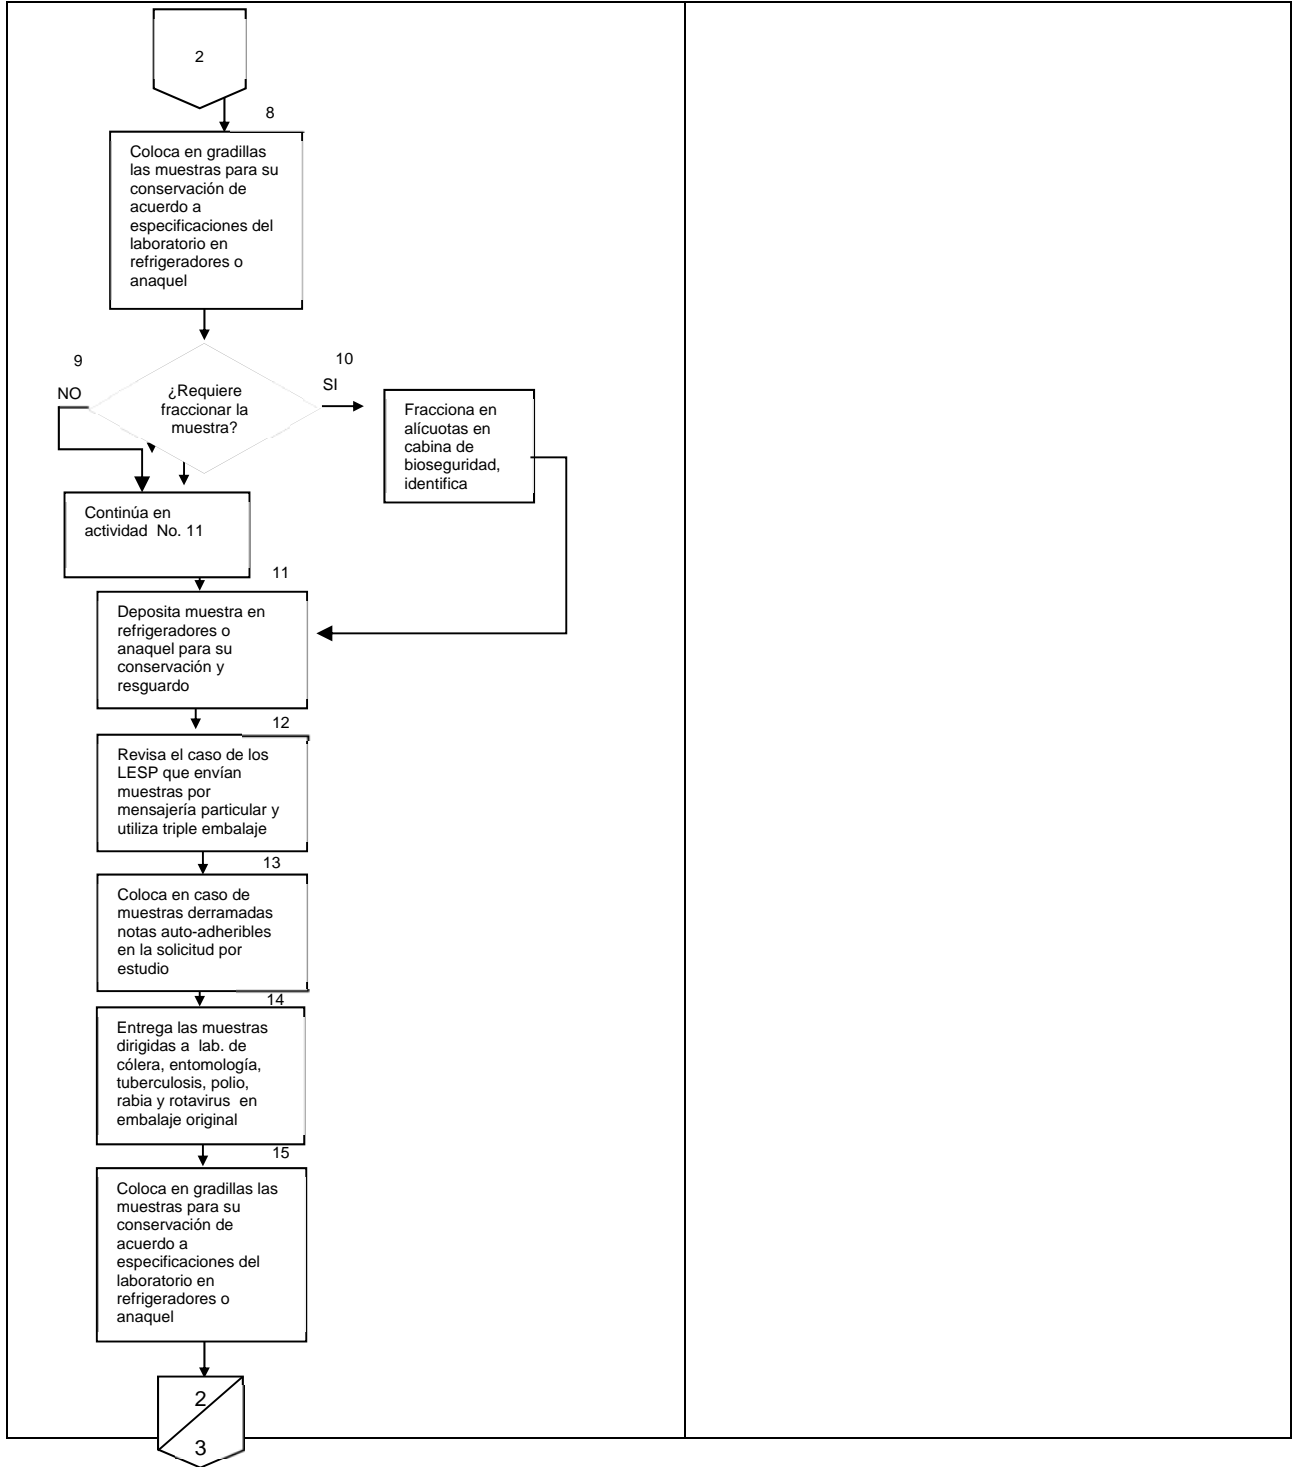 2
8
Coloca en gradillas
las muestras para su
conservación de
acuerdo a
especificaciones del
laboratorio en
refrigeradores o
anaquel
9
10
NO
SI
¿Requiere
fraccionar la
muestra?
Fracciona en
alícuotas en
cabina de
bioseguridad,
identifica
Continúa en
actividad No. 11
11
Deposita muestra en
refrigeradores o
anaquel para su
conservación y
resguardo
12
Revisa el caso de los
LESP que envían
muestras por
mensajería particular y
utiliza triple embalaje
13
Coloca en caso de
muestras derramadas
notas auto-adheribles
en la solicitud por
estudio
14
Entrega las muestras
dirigidas a lab. de
cólera, entomología,
tuberculosis, polio,
rabia y rotavirus en
embalaje original
15
Coloca en gradillas las
muestras para su
conservación de
acuerdo a
especificaciones del
laboratorio en
refrigeradores o
anaquel
2
3